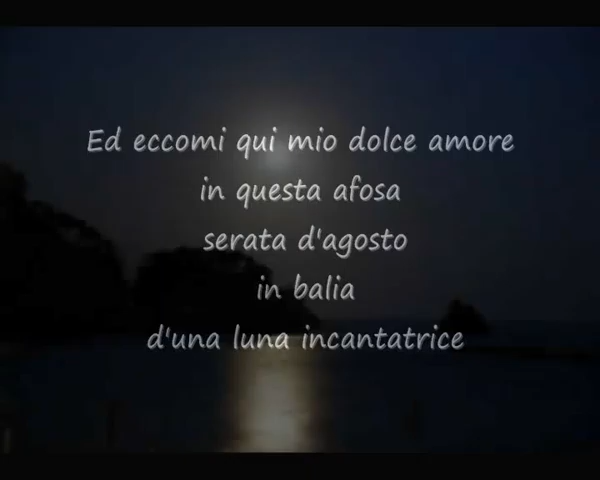 Ed eccomi qui mio dolce amore
in questa afosa
serata d'agosto
in balia
d'una luna incantatrice